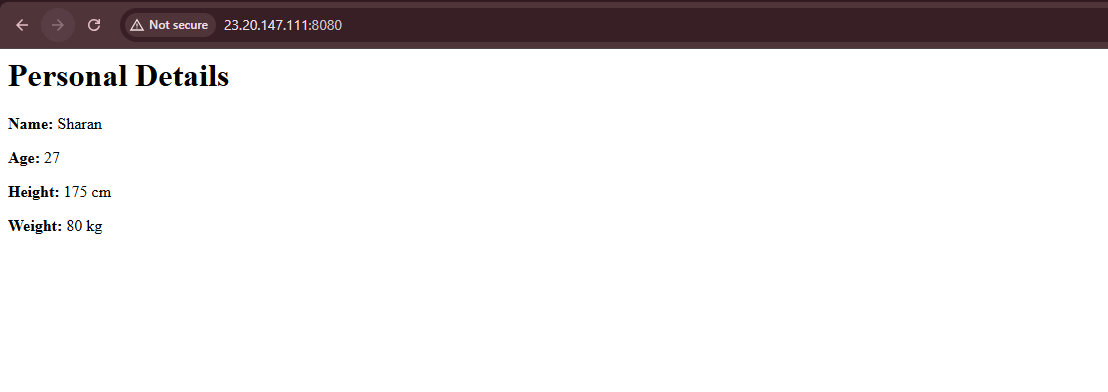 Not secure 23.20.147.111:8080
Personal Details
Name: Sharan
Age: 27
Height: 175 cm
Weight: 80 kg